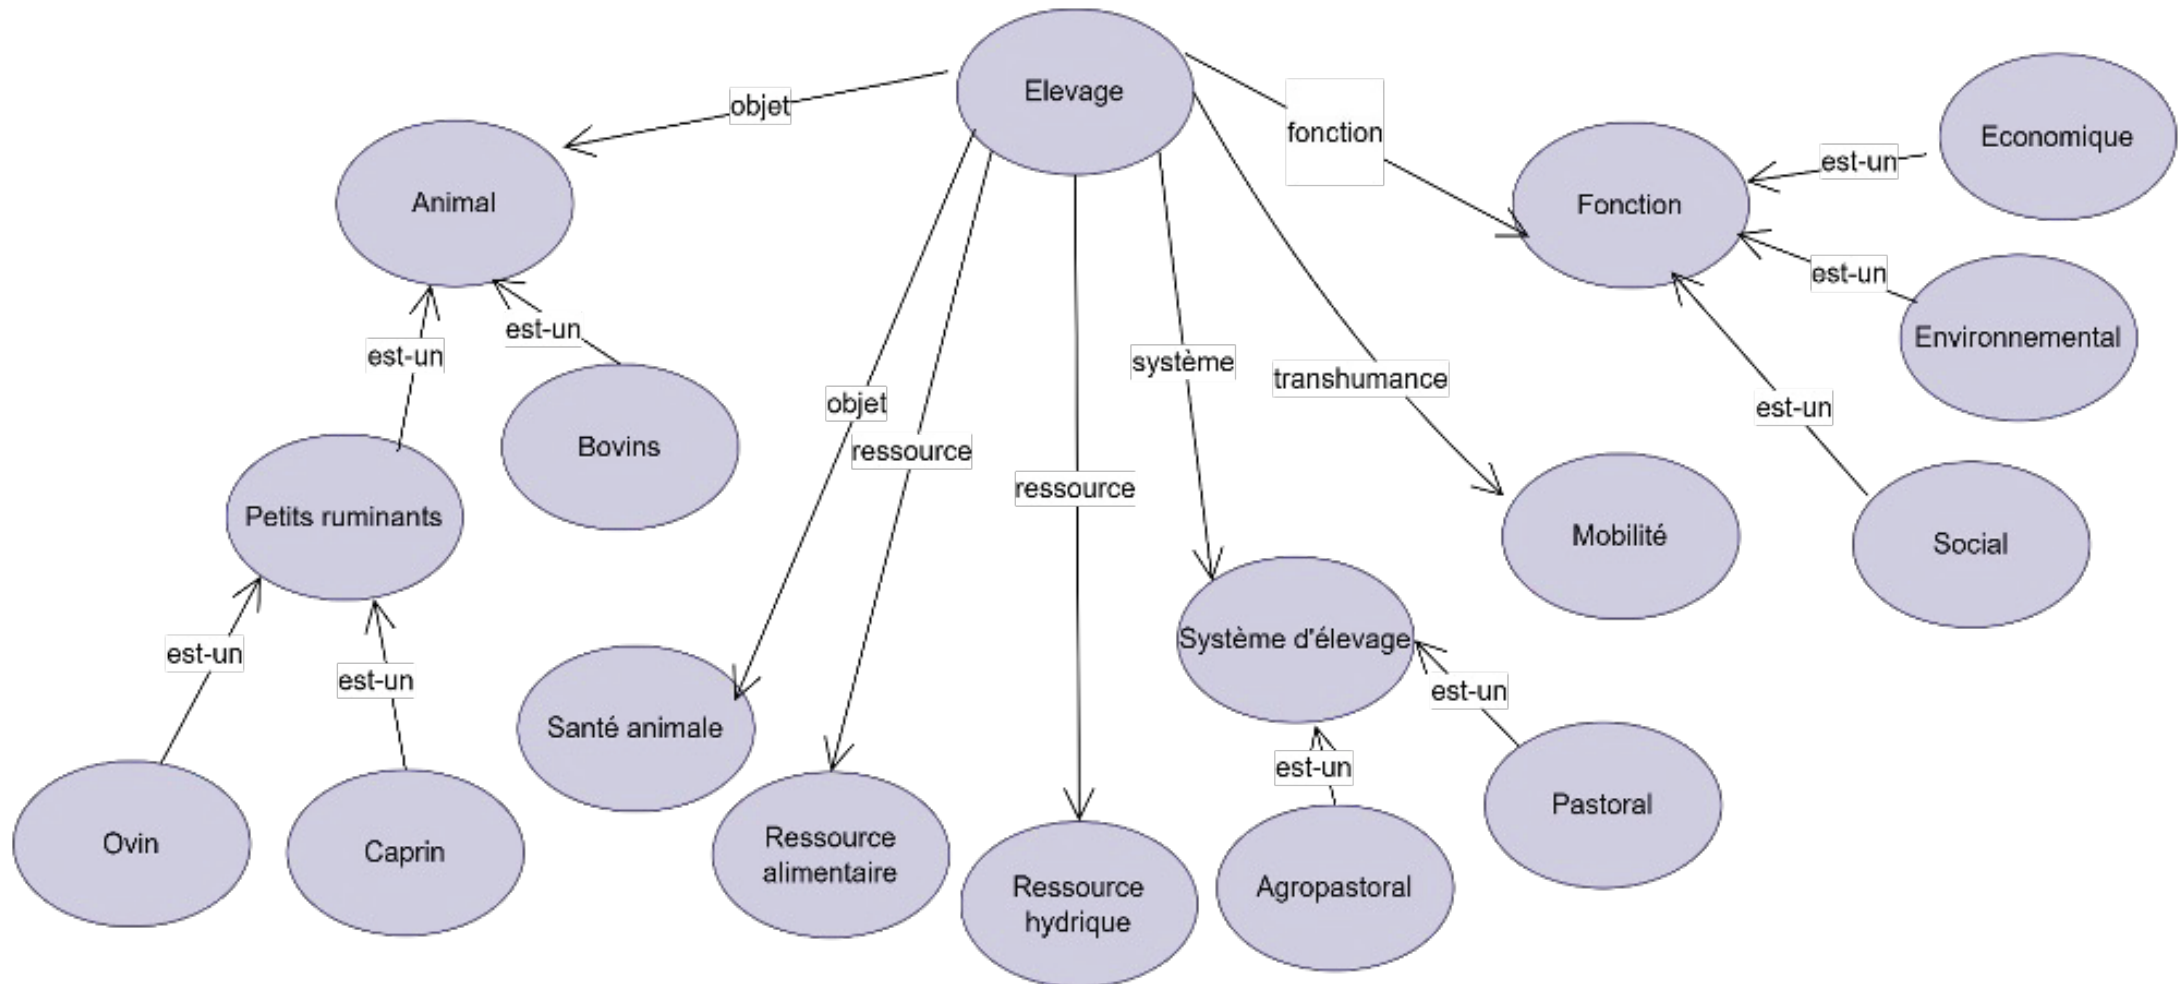 Elevage
objet
fonction
Economique
est-un
Animal
Fonction
est-un
Environnemental
est-un
est-un
système
transhumance
objet
est-un
Bovins
ressource
ressource
Petits ruminants
Mobilité
Social
est-un
est-un
Système d'élevage
est-un
Santé animale
est-un
Pastoral
Ovin
Caprin
Ressource
alimentaire
Ressource
hydrique
Agropastoral